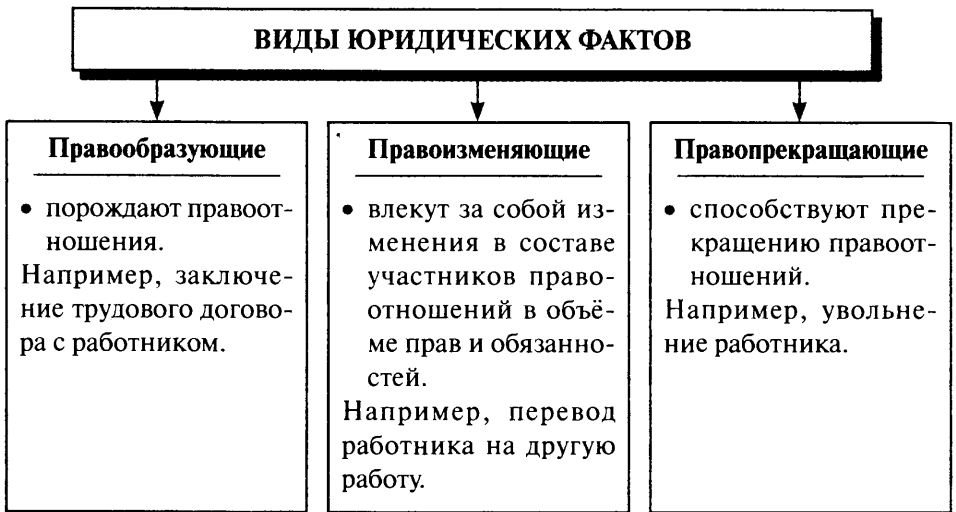 ВИДЫ ЮРИДИЧЕСКИХ ФАКТОВ
Правообразующие
• порождают правоот-
ношения.
Например, заключе-
ние трудового догово-
ра с работником.
Правоизменяющие
• влекут за собой из-
менения в составе
участников право-
отношений в объё-
ме прав и обязанно-
стей.
Например, перевод
работника на другую
работу.
Правопрекращающие
• способствуют пре-
кращению правоот-
ношений.
Например, увольне-
ние работника.